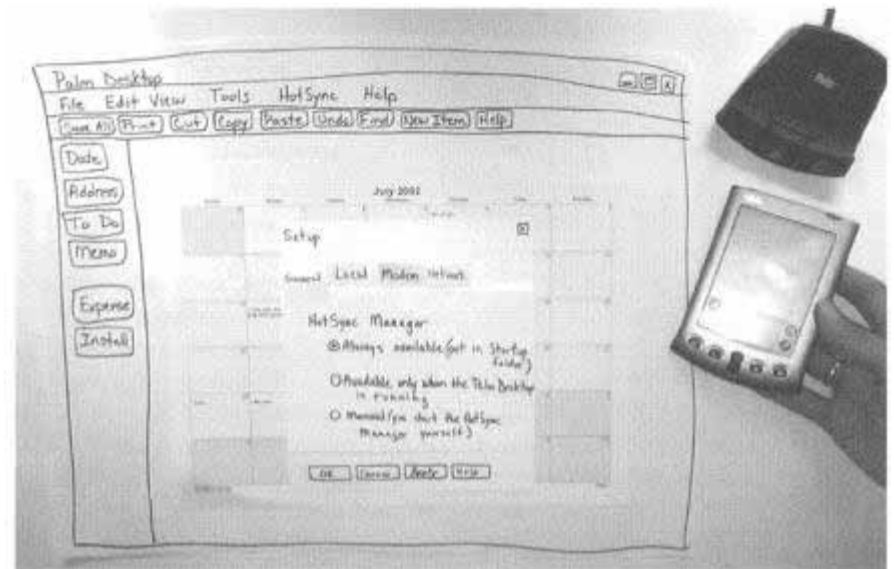 Palm Desktop
File Edit View Tools HotSync Help
Save All Print Cut Copy Paste Undo Find New Item Help
Date
Address
To Do
Memo
Expense
Install
July 2002
Setup
General Local Modem Network
HotSync Manager
Always available (put in Startup
folder)
Available only when the Palm Desktop
is running
Manual (you start the HotSync
Manager yourself)
OK Cancel Apply Help